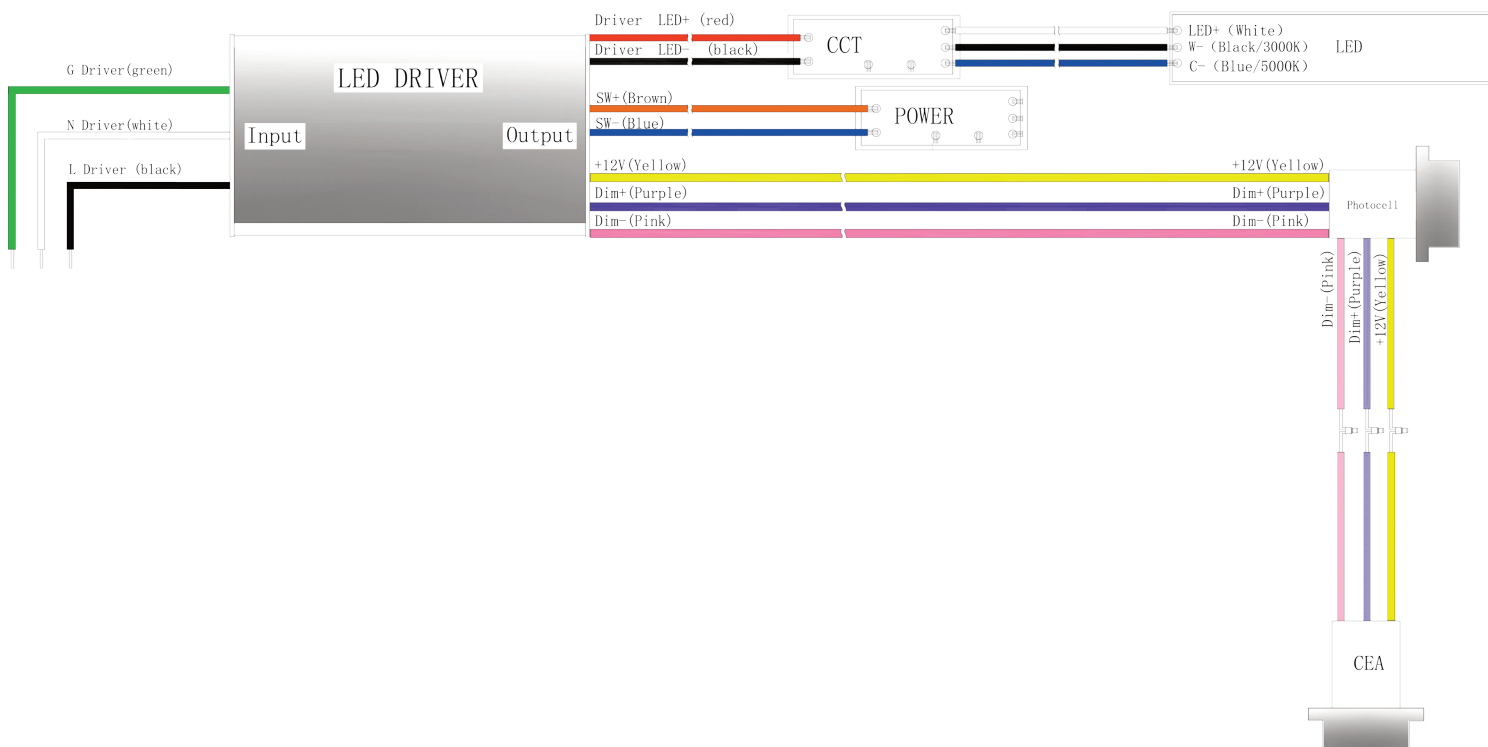 Driver LED+ (red)
Driver LED- (black)
CCT
LED+ (White)
W- (Black/3000K)
C- (Blue/5000K)
LED
G Driver(green)
LED DRIVER
N Driver(white)
Input
Output
L Driver (black)
SW+(Brown)
SW-(Blue)
POWER
+12V(Yellow)
Dim+(Purple)
Dim-(Pink)
+12V(Yellow)
Dim+(Purple)
Dim-(Pink)
Photocell
Dim-(Pink)
Dim+(Purple)
+12V(Yellow)
CEA